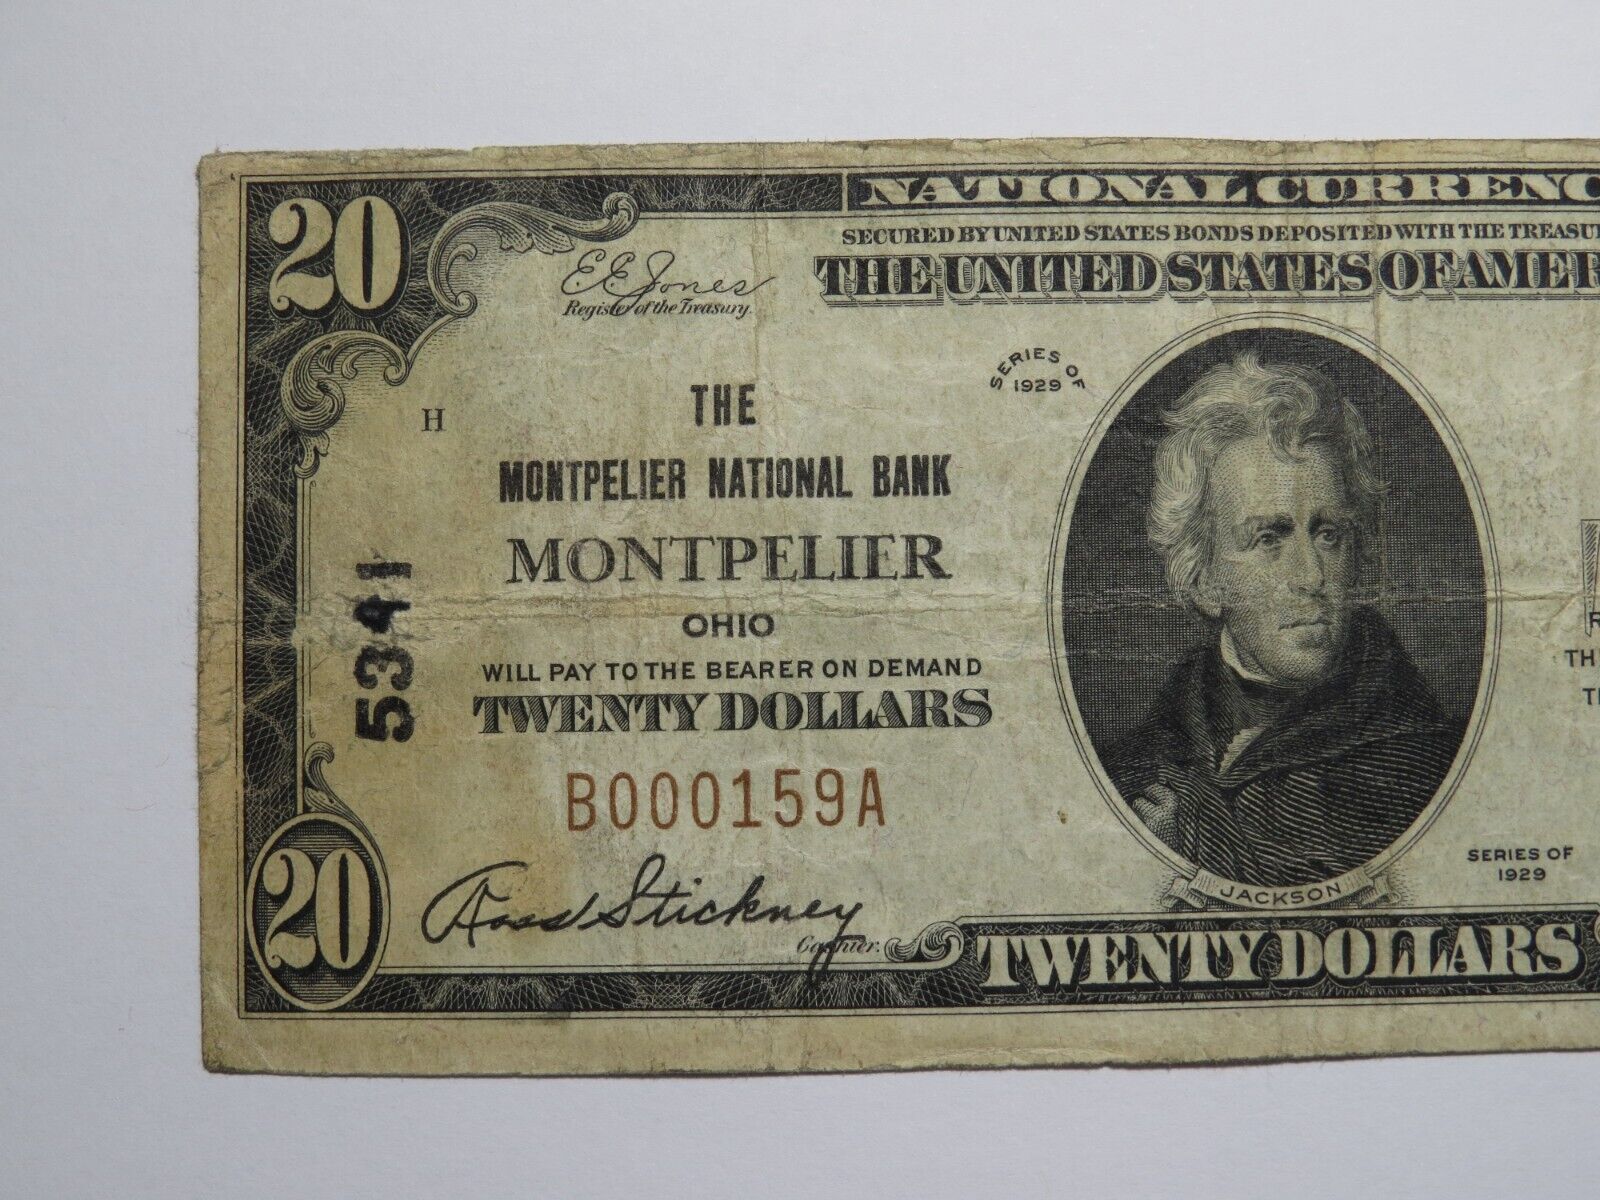 20
NATIONAL CURRENC
SECURED BY UNITED STATES BONDS DEPOSITED WITH THE TREASU
THE UNITED STATES OF AMER
E.E. Jones
Register of the Treasury.
SERIES OF
1929
H
THE
MONTPELIER NATIONAL BANK
MONTPELIER
OHIO
5341
WILL PAY TO THE BEARER ON DEMAND
TWENTY DOLLARS
R
TH
T
B000159A
SERIES OF
1929
Ross Stickney
Cashier.
JACKSON
20
TWENTY DOLLARS